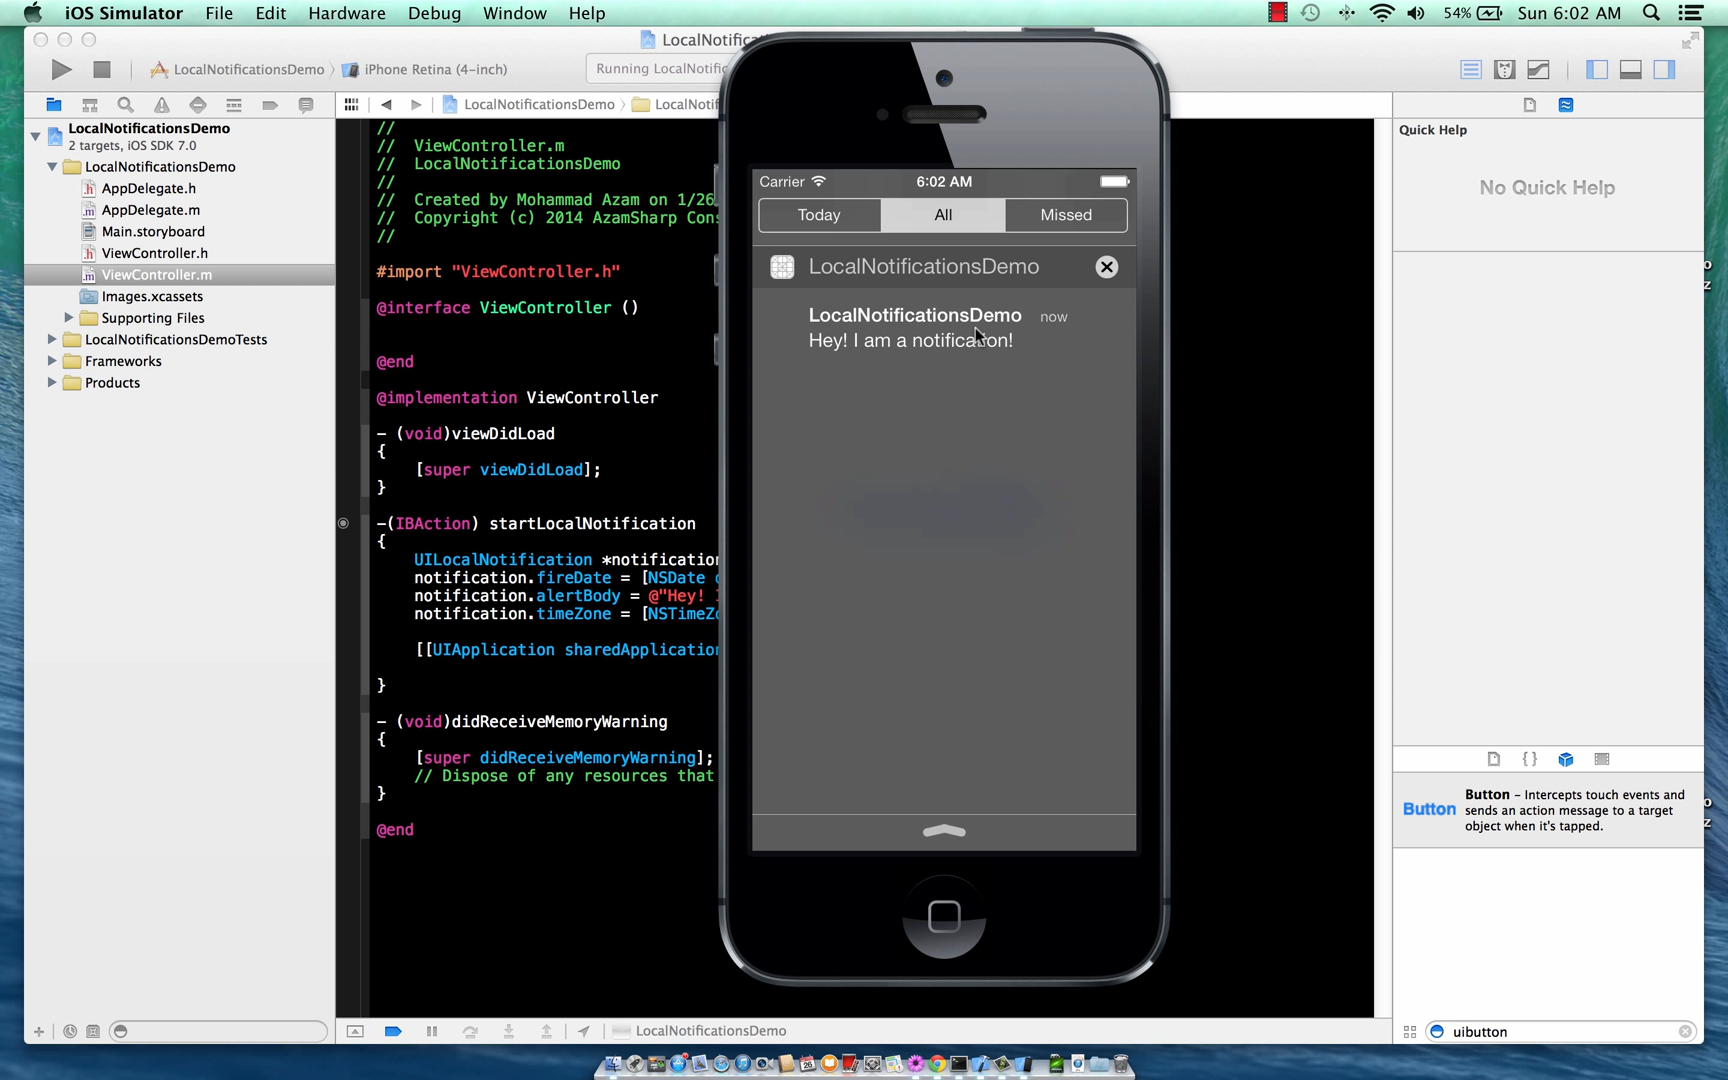 iOS Simulator File Edit Hardware Debug Window Help 54% Sun 6:02 AM
LocalNotifica
LocalNotificationsDemo iPhone Retina (4-inch) Running LocalNotific
LocalNotificationsDemo LocalNotif
LocalNotificationsDemo
2 targets, iOS SDK 7.0
LocalNotificationsDemo
AppDelegate.h
AppDelegate.m
Main.storyboard
ViewController.h
ViewController.m
Images.xcassets
Supporting Files
LocalNotificationsDemoTests
Frameworks
Products
//
// ViewController.m
// LocalNotificationsDemo
//
// Created by Mohammad Azam on 1/26
// Copyright (c) 2014 AzamSharp Cons
//
#import "ViewController.h"
@interface ViewController ()
@end
@implementation ViewController
- (void)viewDidLoad
{
[super viewDidLoad];
}
-(IBAction) startLocalNotification
{
UILocalNotification *notification
notification.fireDate = [NSDate
notification.alertBody = @"Hey!
notification.timeZone = [NSTimeZo
[[UIApplication sharedApplication
}
- (void)didReceiveMemoryWarning
{
[super didReceiveMemoryWarning];
// Dispose of any resources that
}
@end
Carrier 6:02 AM
Today All Missed
LocalNotificationsDemo
LocalNotificationsDemo now
Hey! I am a notification!
Quick Help
No Quick Help
Button Button – Intercepts touch events and
sends an action message to a target
object when it's tapped.
LocalNotificationsDemo
uibutton